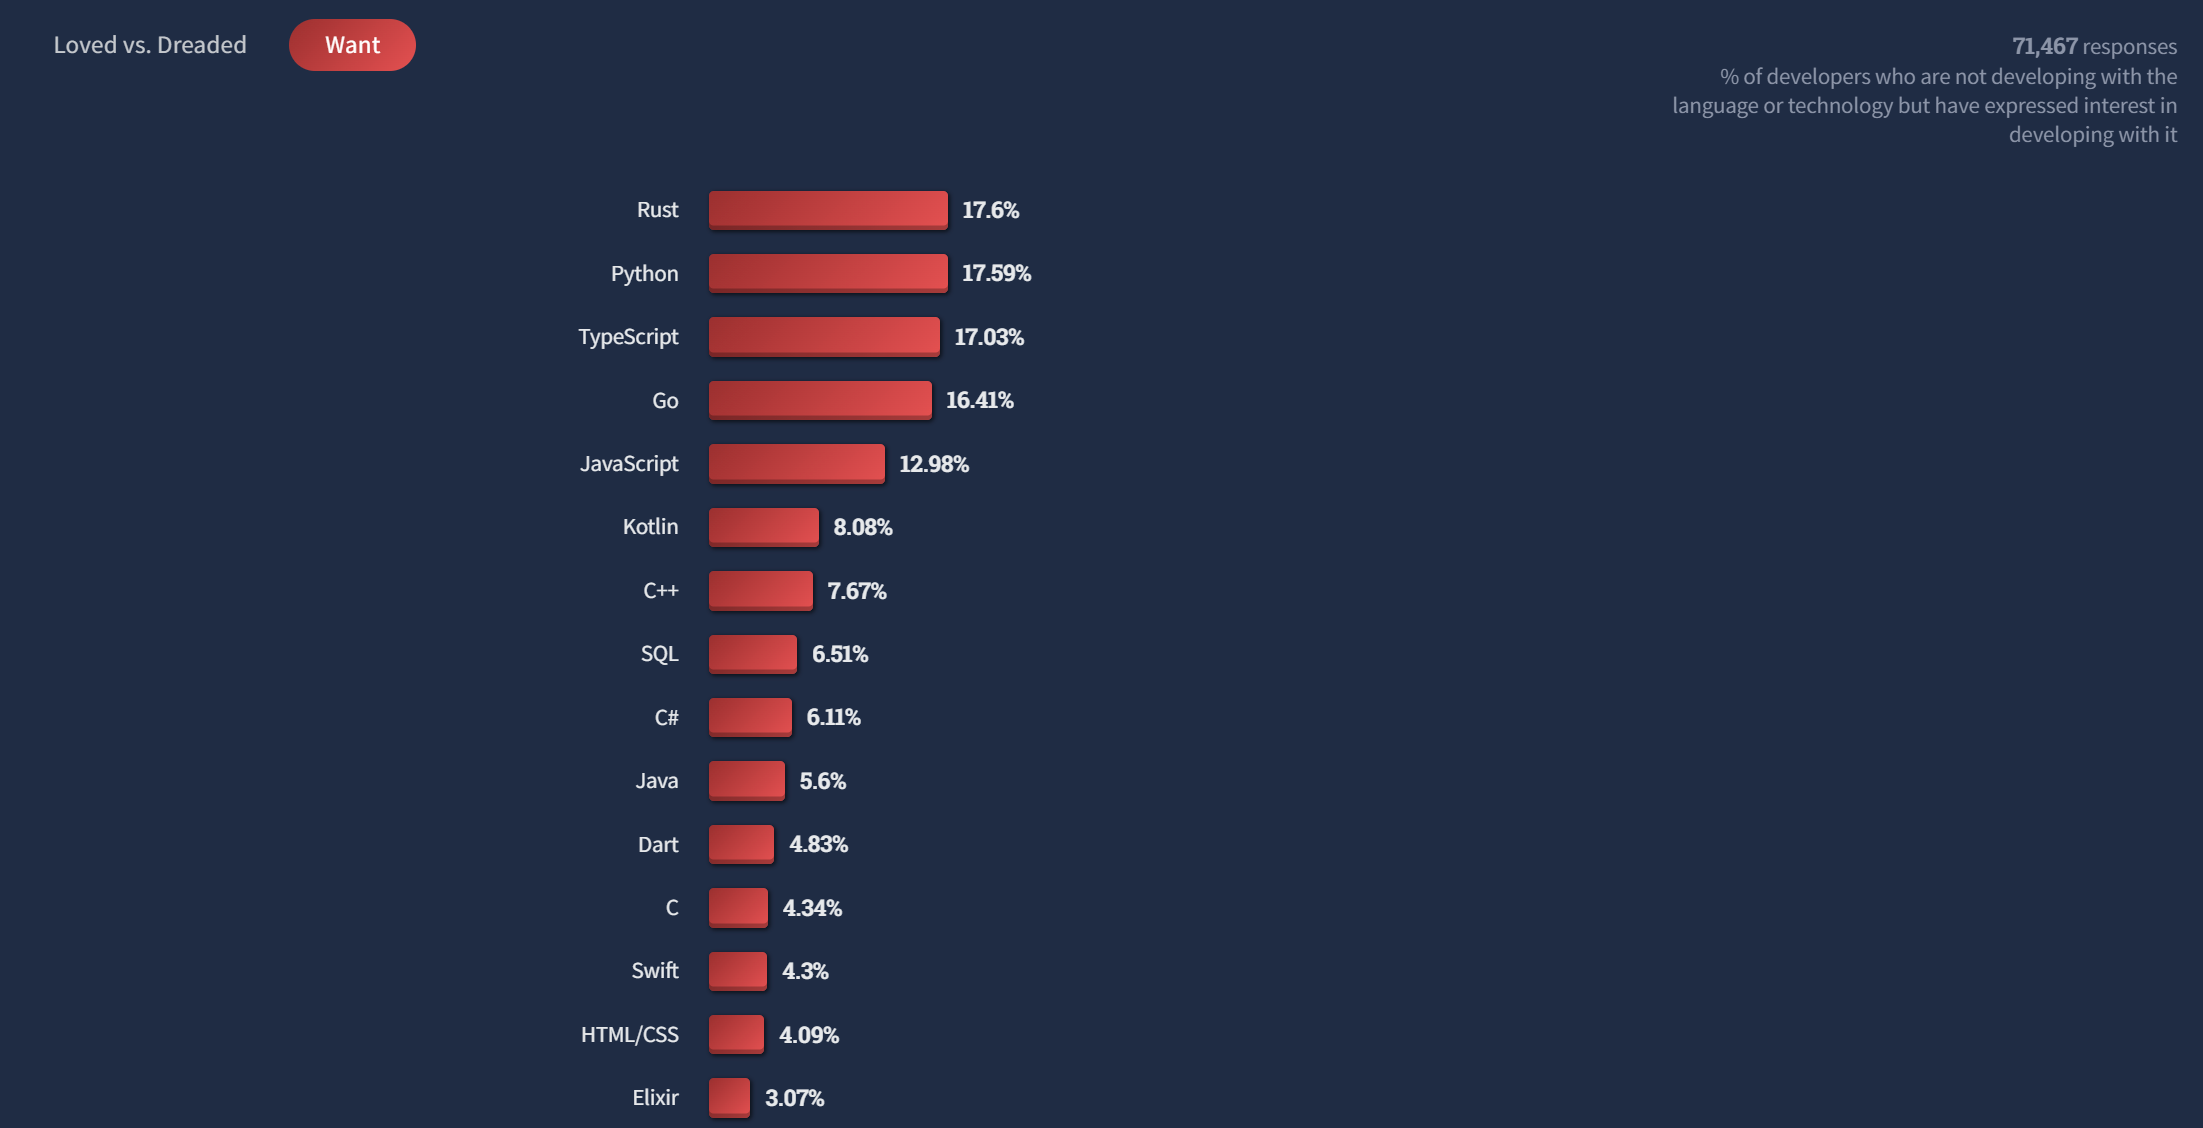 Loved vs. Dreaded
Want
71,467 responses
% of developers who are not developing with the
language or technology but have expressed interest in
developing with it
Rust 17.6%
Python 17.59%
TypeScript 17.03%
Go 16.41%
JavaScript 12.98%
Kotlin 8.08%
C++ 7.67%
SQL 6.51%
C# 6.11%
Java 5.6%
Dart 4.83%
C 4.34%
Swift 4.3%
HTML/CSS 4.09%
Elixir 3.07%